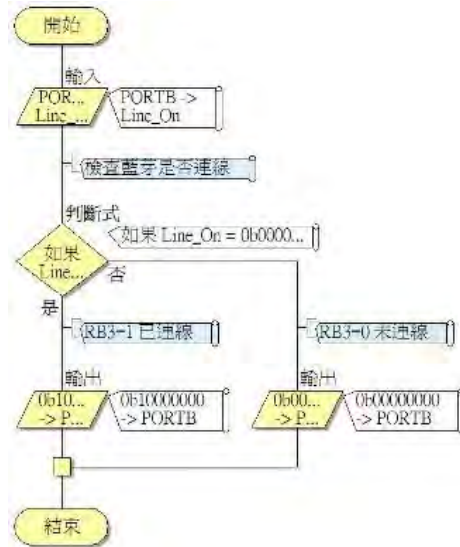 開始
輸入
POR...
Line_...
PORTB ->
Line_On
檢查藍芽是否連線
判斷式
如果 Line_On = 0b0000...
如果
Line...
否
是
RB3=1 已連線
RB3=0 未連線
輸出
0b10...
-> P...
0b10000000
-> PORTB
輸出
0b00...
-> P...
0b00000000
-> PORTB
結束